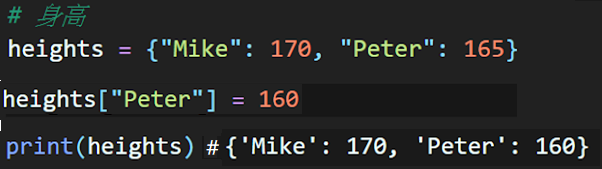 # 身高
heights = {"Mike": 170, "Peter": 165}
heights["Peter"] = 160
print(heights) #{'Mike': 170, 'Peter': 160}